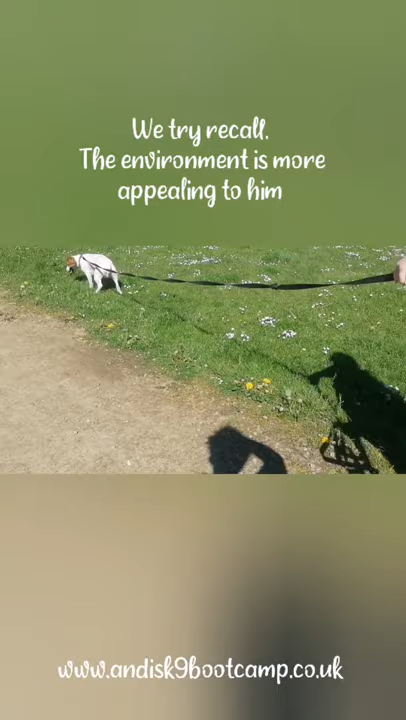 We try recall.
The environment is more
appealing to him
www.andisk9bootcamp.co.uk